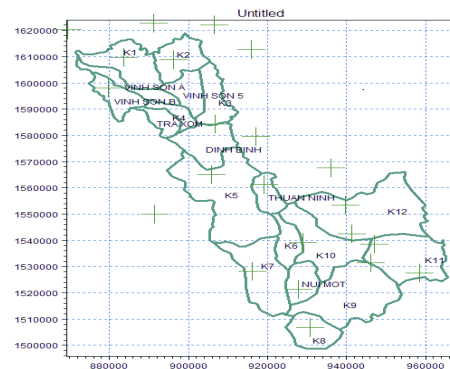 Untitled
1620000
1610000
1600000
1590000
1580000
1570000
1560000
1550000
1540000
1530000
1520000
1510000
1500000
K1
K2
VINH SON A
VINH SON 5
VINH SON B
K3
K4
TRA XOM
DINH BINH
K5
THUAN NINH
K12
K6
K10
K11
K7
NUI MOT
K9
K8
880000 900000 920000 940000 960000